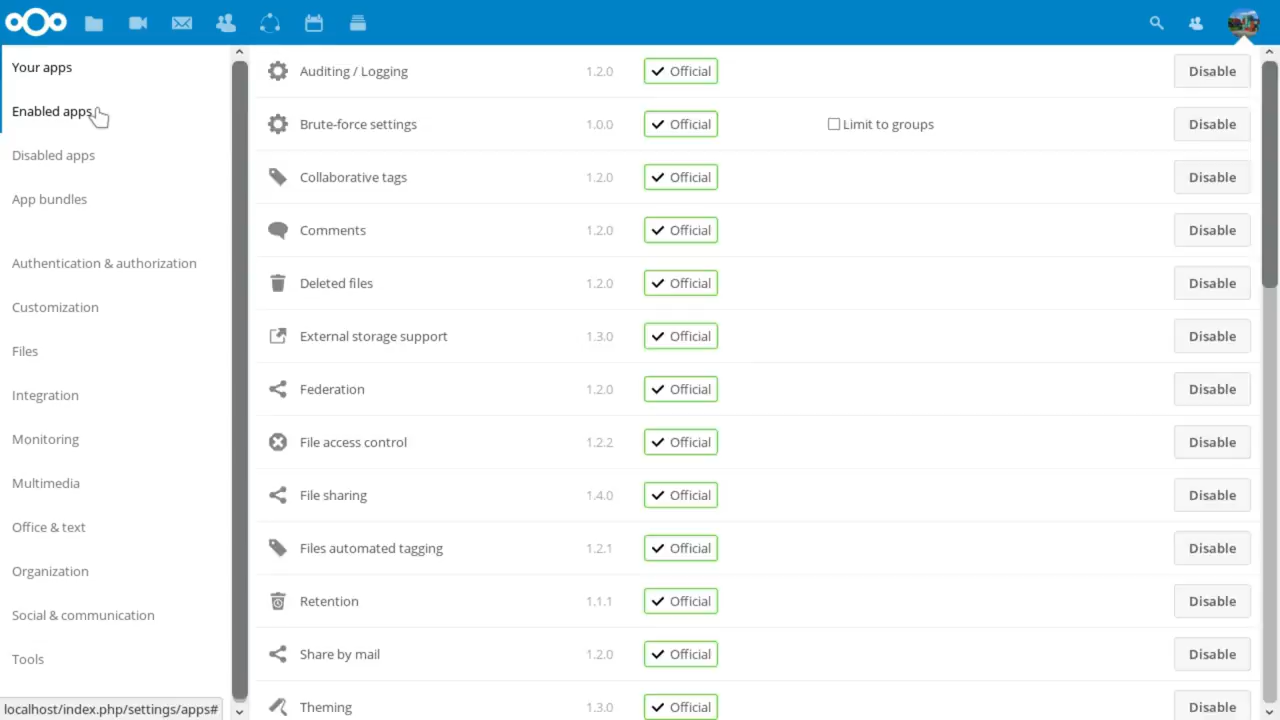 Your apps
Enabled apps
Disabled apps
App bundles
Authentication & authorization
Customization
Files
Integration
Monitoring
Multimedia
Office & text
Organization
Social & communication
Tools
localhost/index.php/settings/apps#
Auditing / Logging 1.2.0 Official Disable
Brute-force settings 1.0.0 Official Limit to groups Disable
Collaborative tags 1.2.0 Official Disable
Comments 1.2.0 Official Disable
Deleted files 1.2.0 Official Disable
External storage support 1.3.0 Official Disable
Federation 1.2.0 Official Disable
File access control 1.2.2 Official Disable
File sharing 1.4.0 Official Disable
Files automated tagging 1.2.1 Official Disable
Retention 1.1.1 Official Disable
Share by mail 1.2.0 Official Disable
Theming 1.3.0 Official Disable